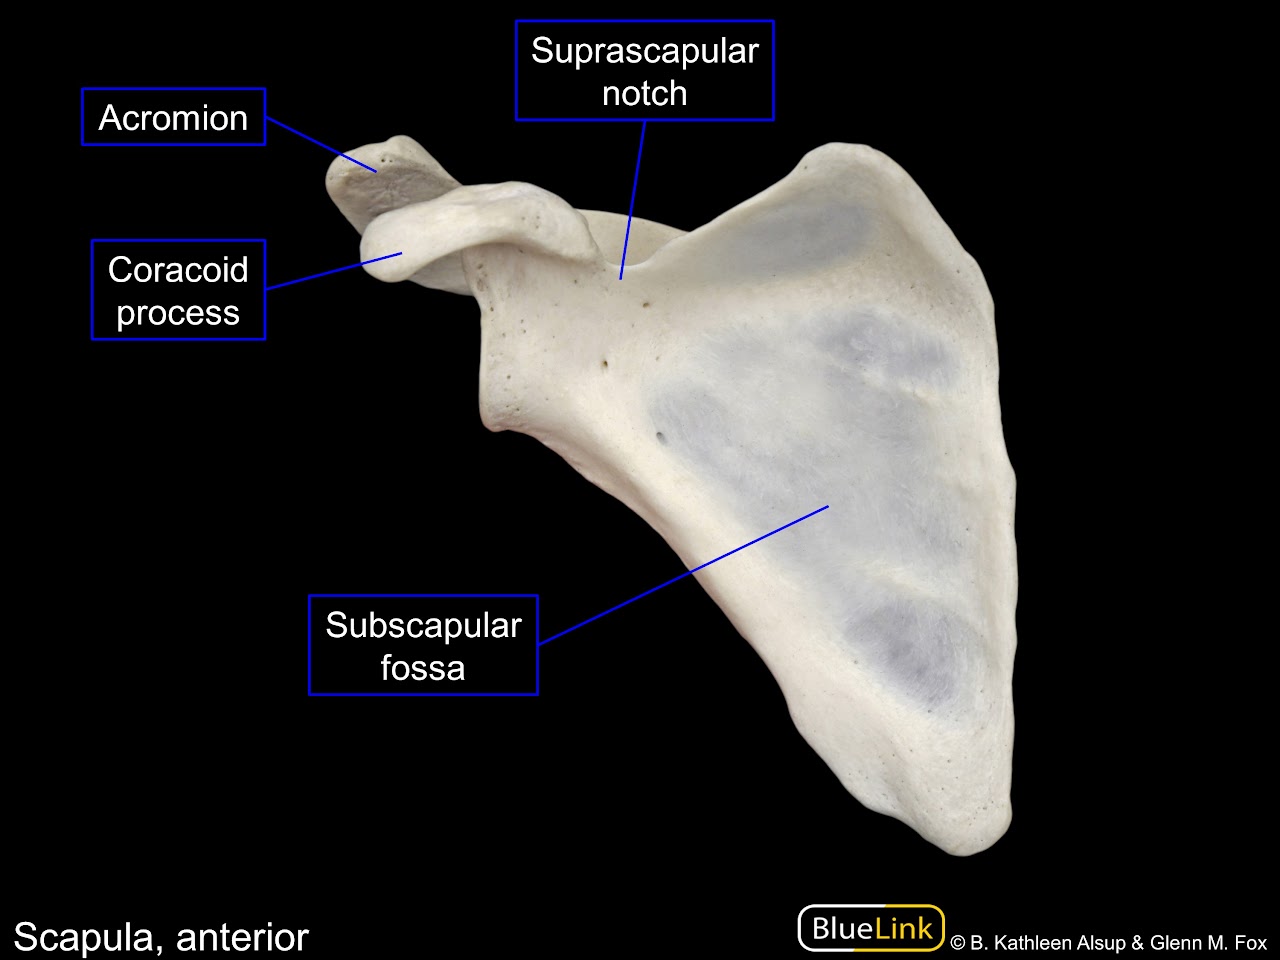 Suprascapular
notch
Acromion
Coracoid
process
Subscapular
fossa
Scapula, anterior
BlueLink
© B. Kathleen Alsup & Glenn M. Fox